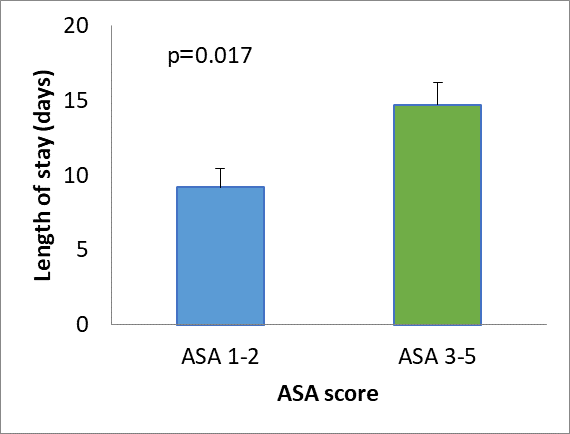 20
p=0.017
15
10
5
0
Length of stay (days)
ASA 1-2 ASA 3-5
ASA score